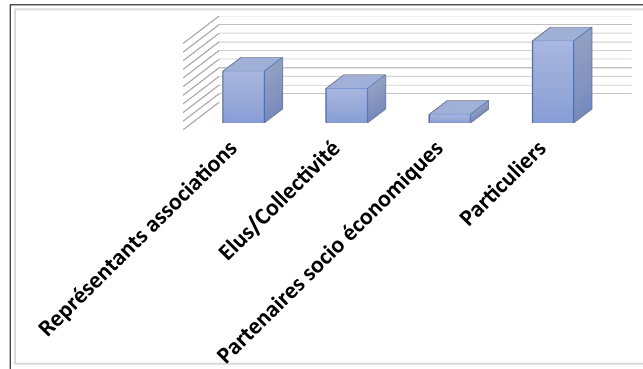 Représentants associations
Elus/Collectivité
Partenaires socio économiques
Particuliers